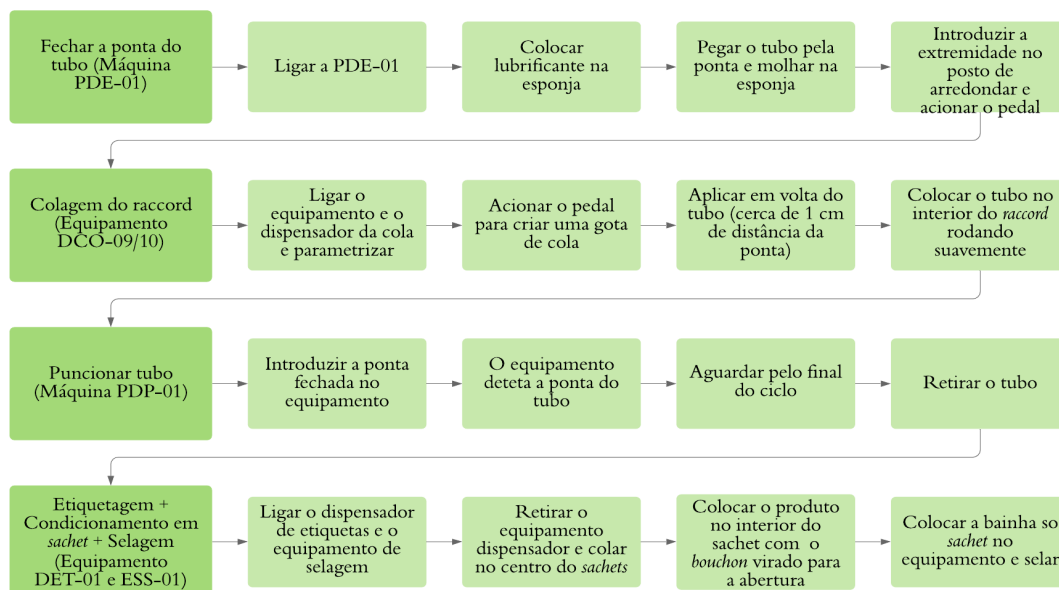 Fechar a ponta do
tubo (Máquina
PDE-01)
Ligar a PDE-01
Colocar
lubrificante na
esponja
Pegar o tubo pela
ponta e molhar na
esponja
Introduzir a
extremidade no
posto de
arredondar e
acionar o pedal
Colagem do raccord
(Equipamento
DCO-09/10)
Ligar o
equipamento e o
dispensador da cola
e parametrizar
Acionar o pedal
para criar uma gota
de cola
Aplicar em volta do
tubo (cerca de 1 cm
de distância da
ponta)
Colocar o tubo no
interior do raccord
rodando
suavemente
Puncionar tubo
(Máquina PDP-01)
Introduzir a ponta
fechada no
equipamento
O equipamento
deteta a ponta do
tubo
Aguardar pelo final
do ciclo
Retirar o tubo
Etiquetagem +
Condicionamento em
sachet + Selagem
(Equipamento
DET-01 e ESS-01)
Ligar o dispensador
de etiquetas e o
equipamento de
selagem
Retirar o
equipamento
dispensador e colar
no centro do sachets
Colocar o produto
no interior do
sachet com o
bouchon virado para
a abertura
Colocar a bainha so
sachet no
equipamento e selar